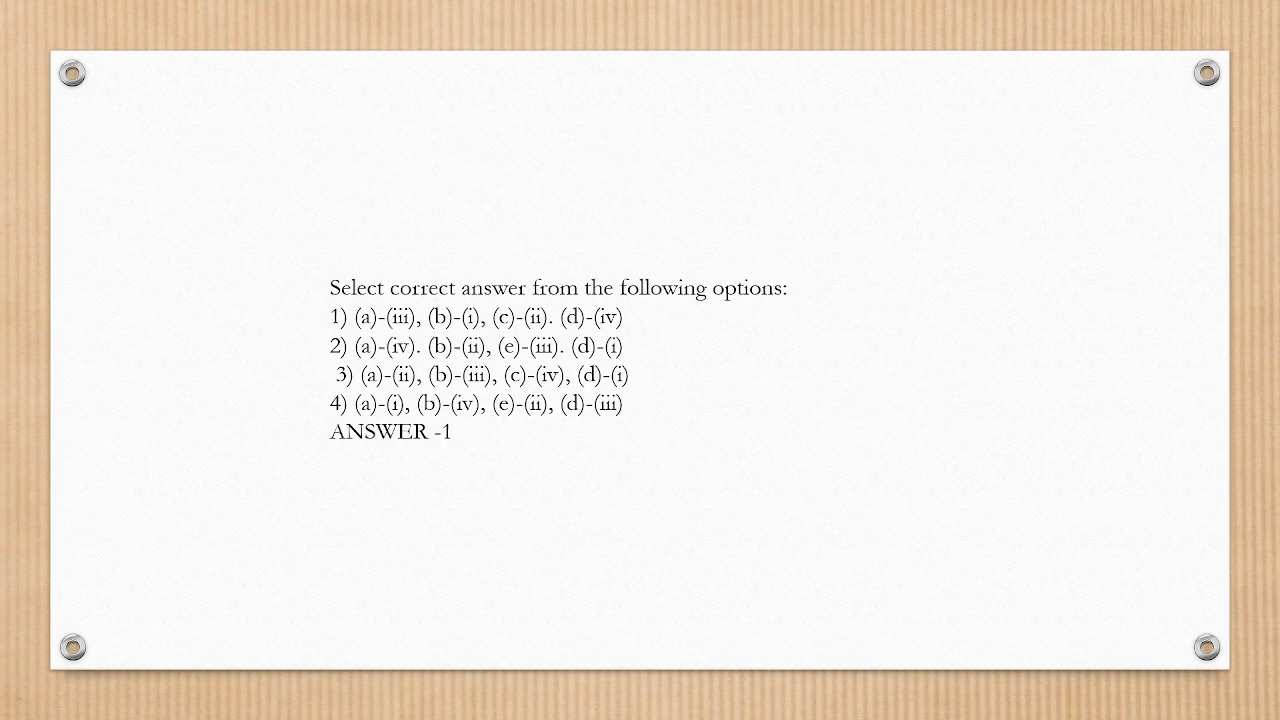 Select correct answer from the following options:
1) (a)-(iii), (b)-(i), (c)-(ii). (d)-(iv)
2) (a)-(iv). (b)-(ii), (e)-(iii). (d)-(i)
3) (a)-(ii), (b)-(iii), (c)-(iv), (d)-(i)
4) (a)-(i), (b)-(iv), (e)-(ii), (d)-(iii)
ANSWER -1